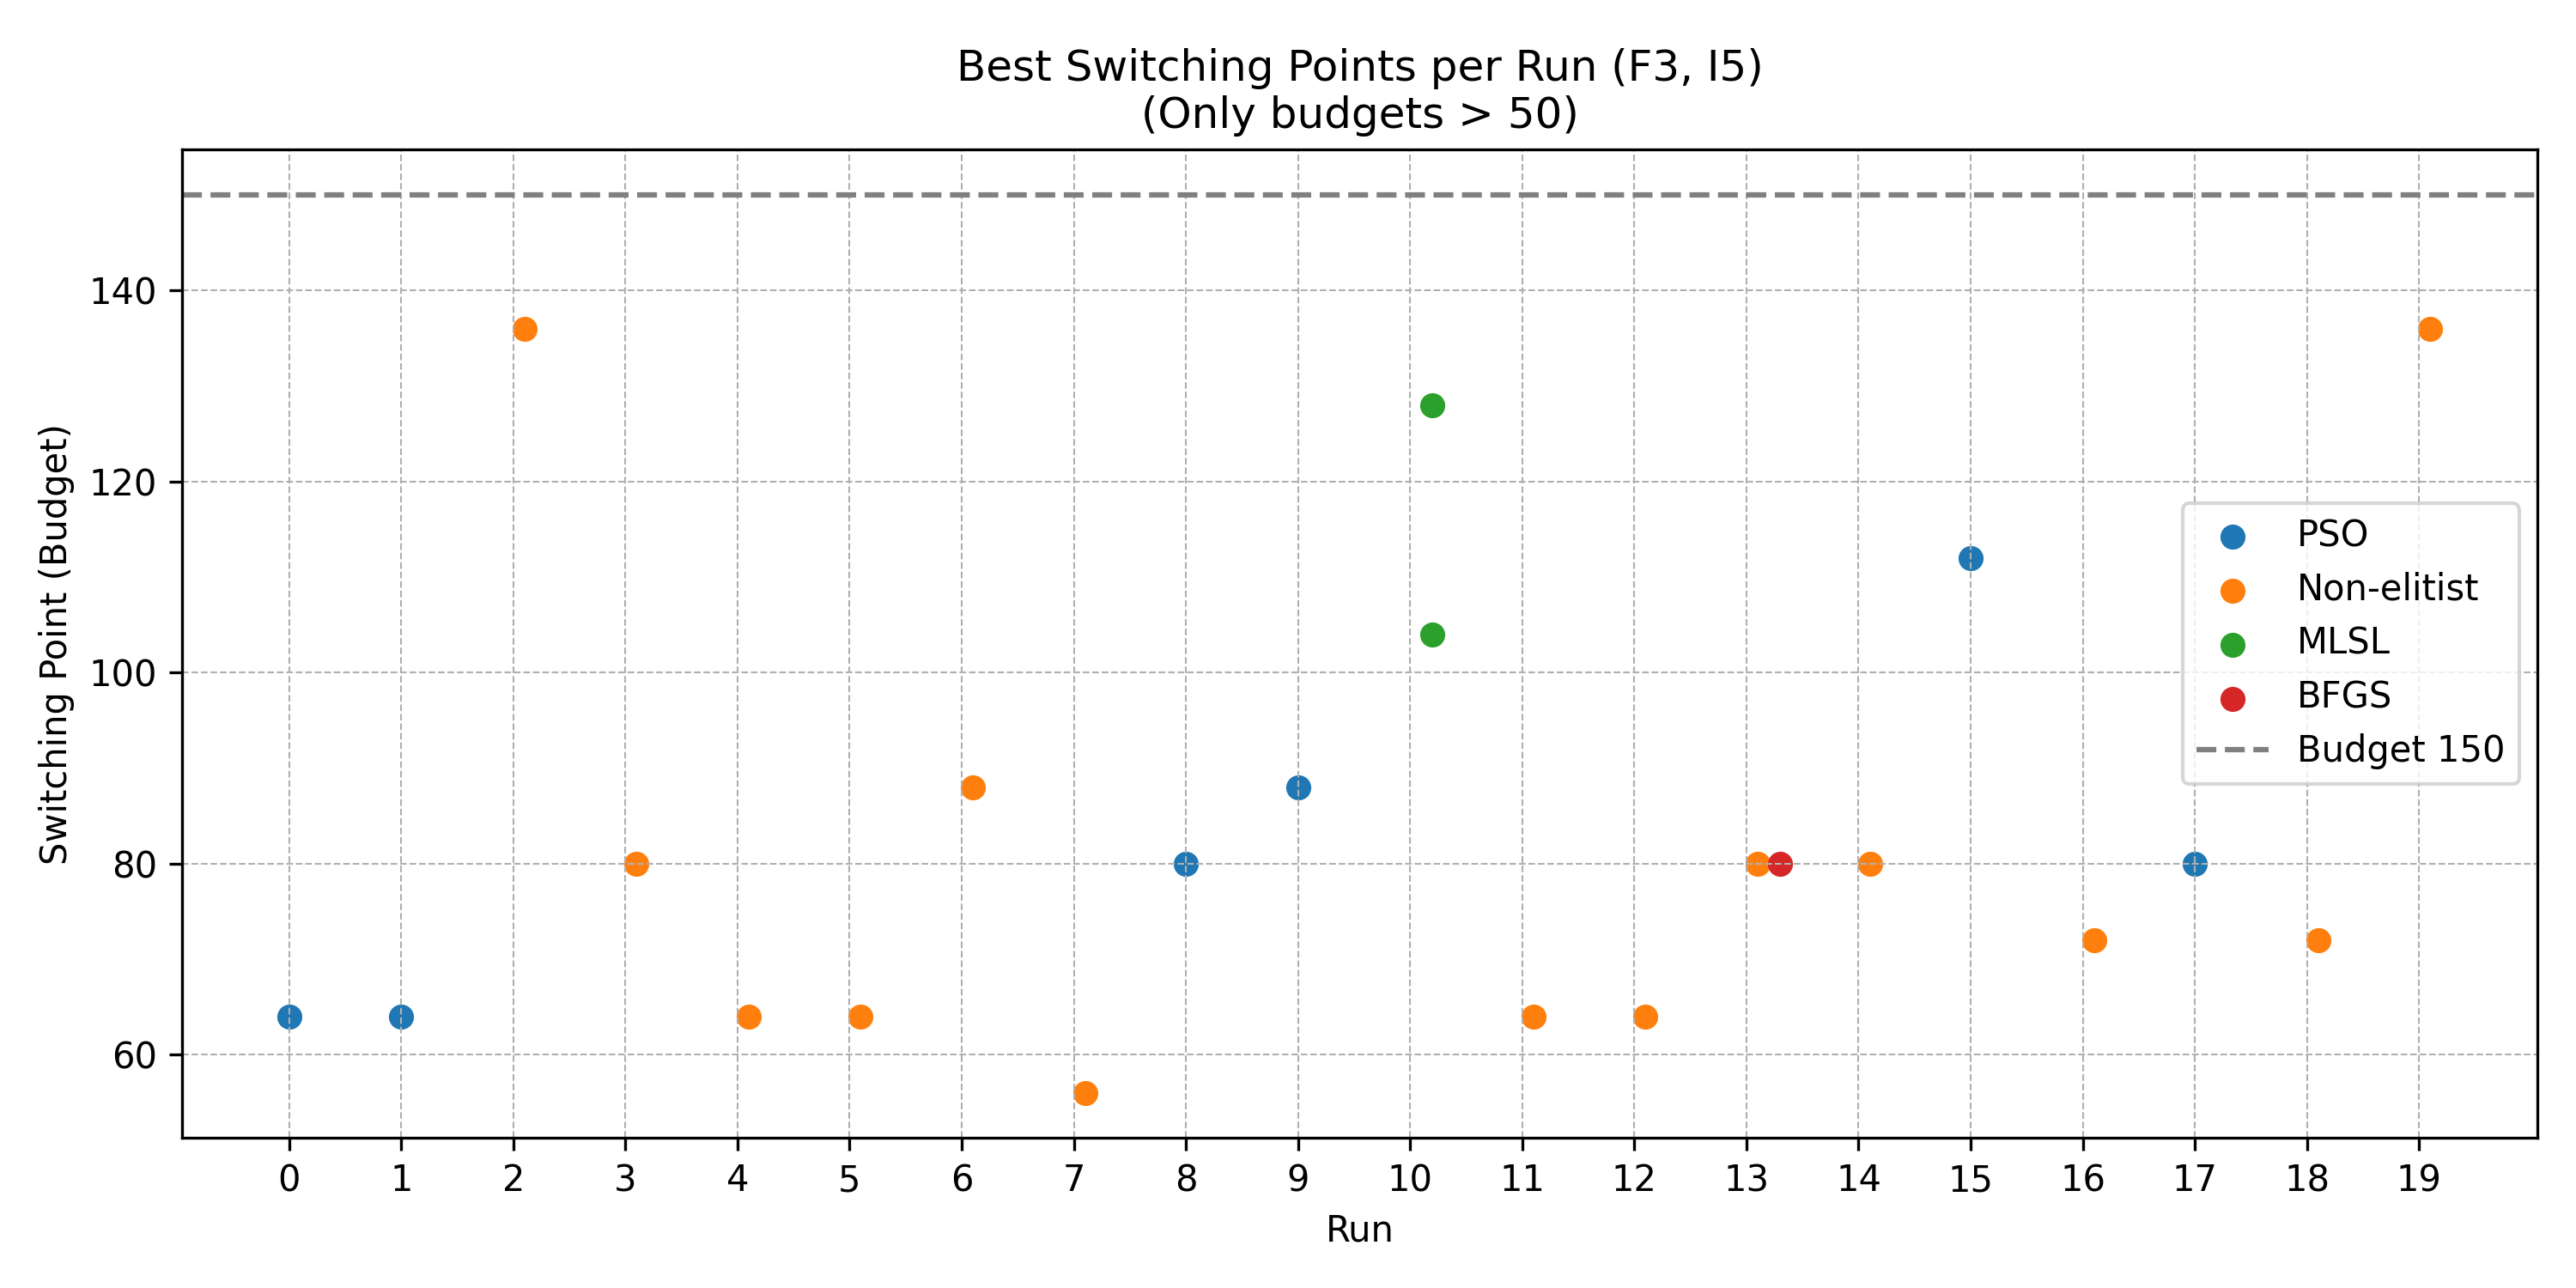 Best Switching Points per Run (F3, I5)
(Only budgets > 50)
Switching Point (Budget)
140
120
100
80
60
PSO
Non-elitist
MLSL
BFGS
Budget 150
0 1 2 3 4 5 6 7 8 9 10 11 12 13 14 15 16 17 18 19
Run